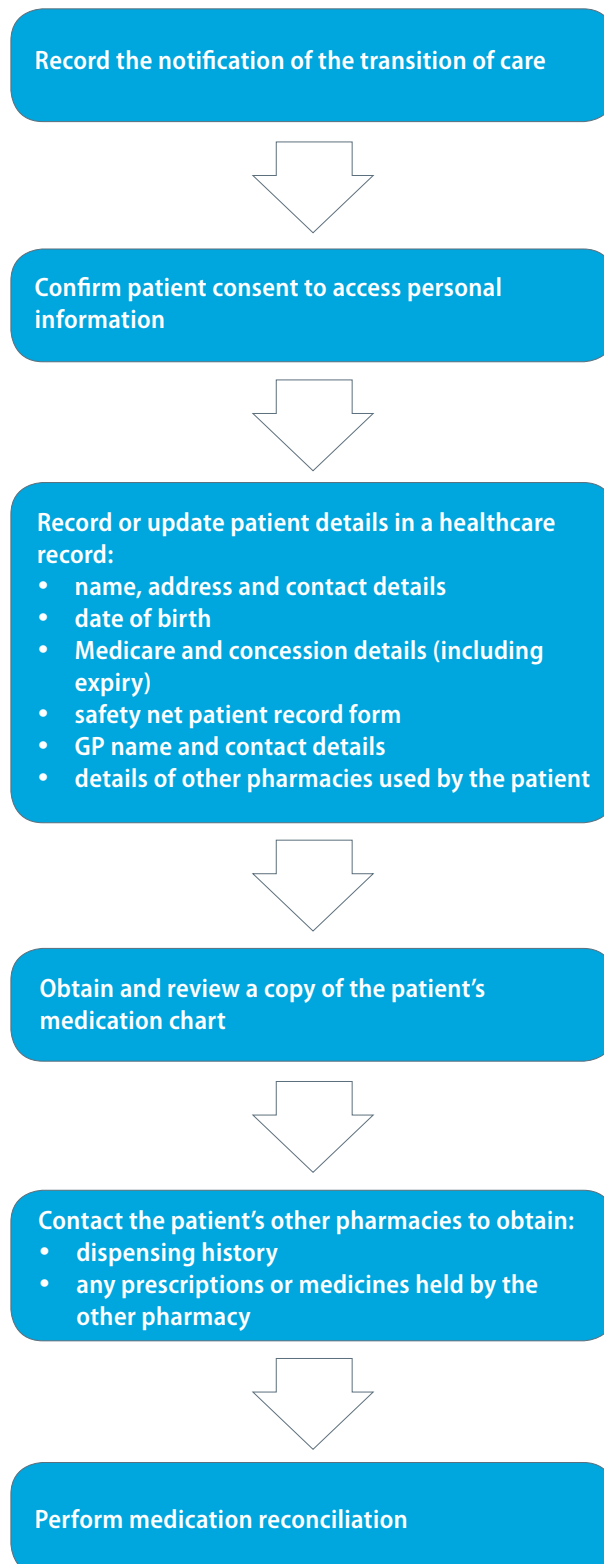 Record the notification of the transition of care
Confirm patient consent to access personal
information
Record or update patient details in a healthcare
record:
• name, address and contact details
• date of birth
• Medicare and concession details (including
expiry)
• safety net patient record form
• GP name and contact details
• details of other pharmacies used by the patient
Obtain and review a copy of the patient’s
medication chart
Contact the patient’s other pharmacies to obtain:
• dispensing history
• any prescriptions or medicines held by the
other pharmacy
Perform medication reconciliation